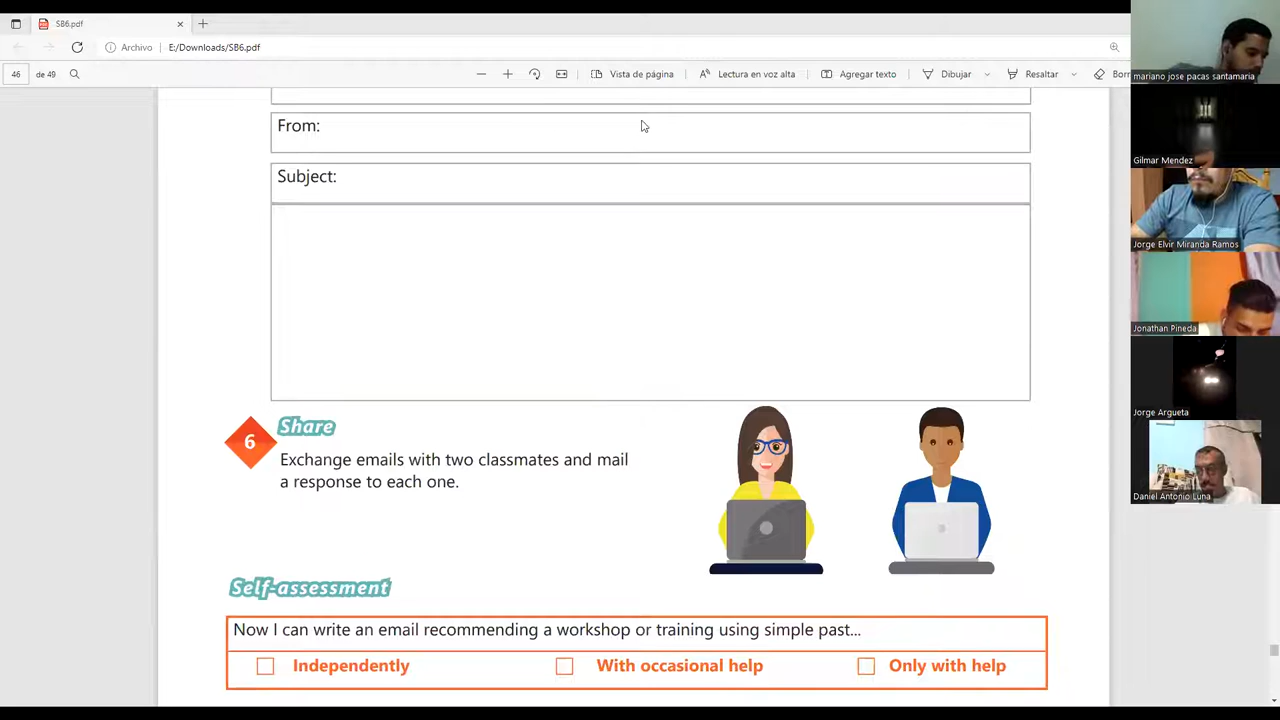 SB6.pdf
Archivo
E:/Downloads/SB6.pdf
46
de 49
Vista de página
Lectura en voz alta
Agregar texto
Dibujar
Resaltar
Borr
From:
Subject:
6
Share
Exchange emails with two classmates and mail
a response to each one.
Self-assessment
Now I can write an email recommending a workshop or training using simple past...
Independently
With occasional help
Only with help
mariano jose pacas santamaria
Gilmar Mendez
Jorge Elvir Miranda Ramos
Jonathan Pineda
Jorge Argueta
Daniel Antonio Luna